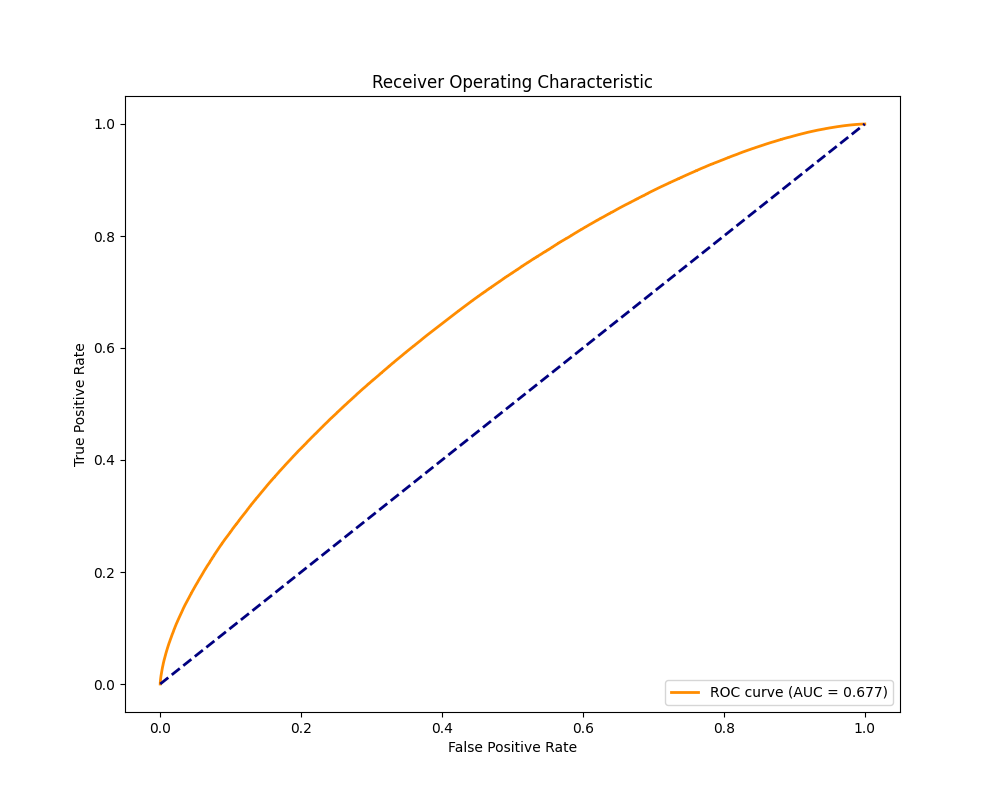 Receiver Operating Characteristic
True Positive Rate
1.0
0.8
0.6
0.4
0.2
0.0
ROC curve (AUC = 0.677)
0.0 0.2 0.4 0.6 0.8 1.0
False Positive Rate